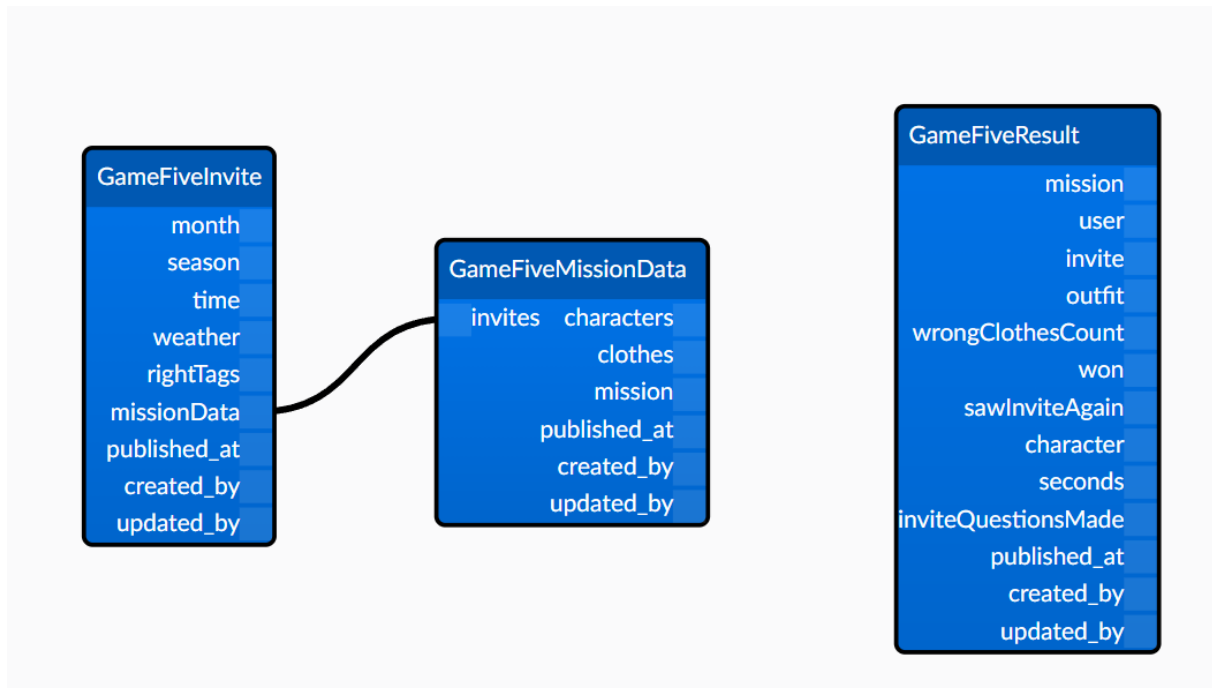 GameFiveInvite
month
season
time
weather
rightTags
missionData
published_at
created_by
updated_by
GameFiveMissionData
invites characters
clothes
mission
published_at
created_by
updated_by
GameFiveResult
mission
user
invite
outfit
wrongClothesCount
won
sawInviteAgain
character
seconds
inviteQuestionsMade
published_at
created_by
updated_by